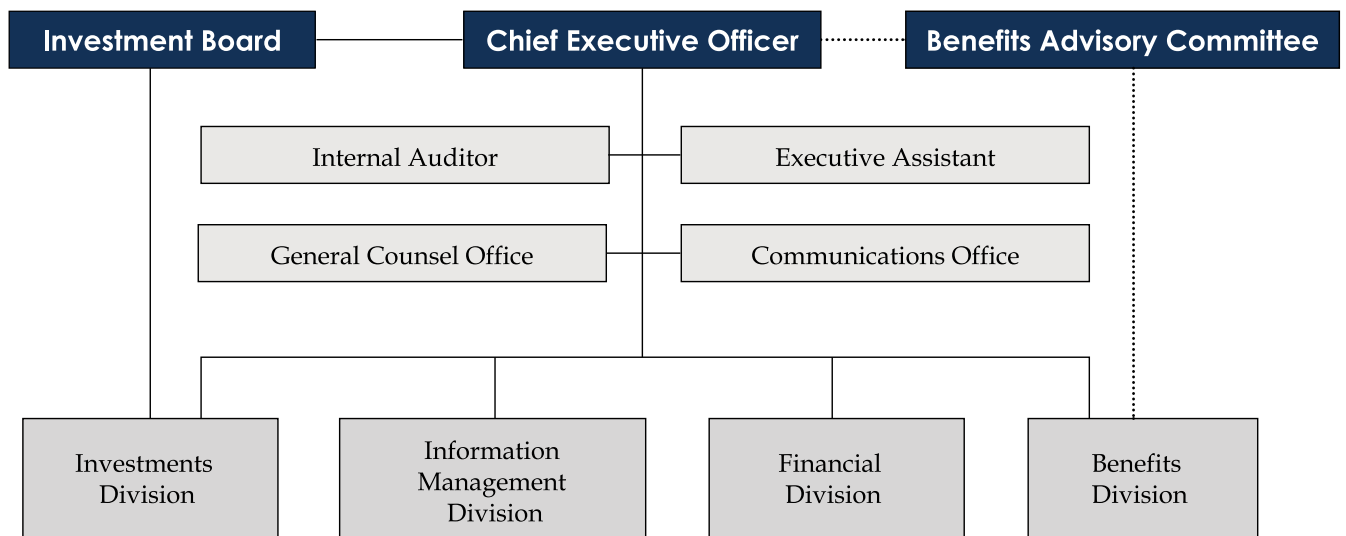 Investment Board
Chief Executive Officer
Benefits Advisory Committee
Internal Auditor
Executive Assistant
General Counsel Office
Communications Office
Investments
Division
Information
Management
Division
Financial
Division
Benefits
Division